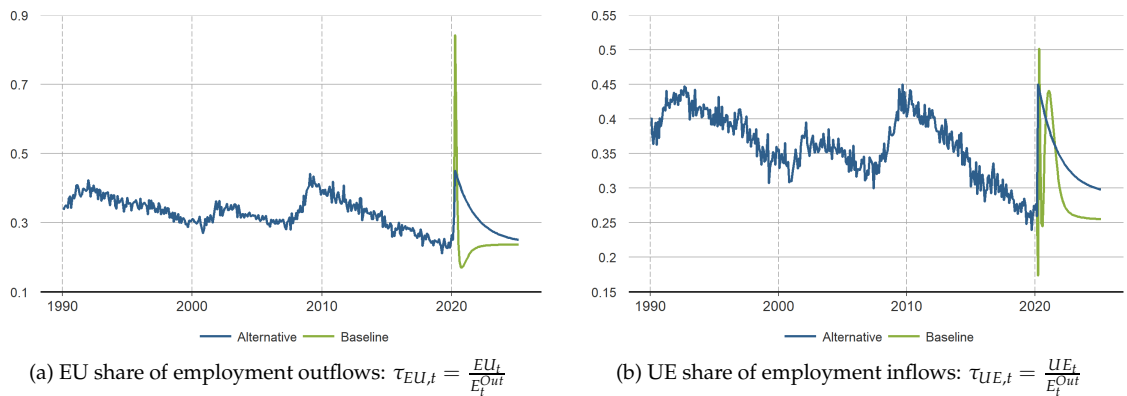 0.9
0.7
0.5
0.3
0.1
1990 2000 2010 2020
Alternative Baseline
(a) EU share of employment outflows: τ_{EU,t} = \frac{EU_t}{E_t^{Out}}
0.55
0.5
0.45
0.4
0.35
0.3
0.25
0.2
0.15
1990 2000 2010 2020
Alternative Baseline
(b) UE share of employment inflows: τ_{UE,t} = \frac{UE_t}{E_t^{Out}}